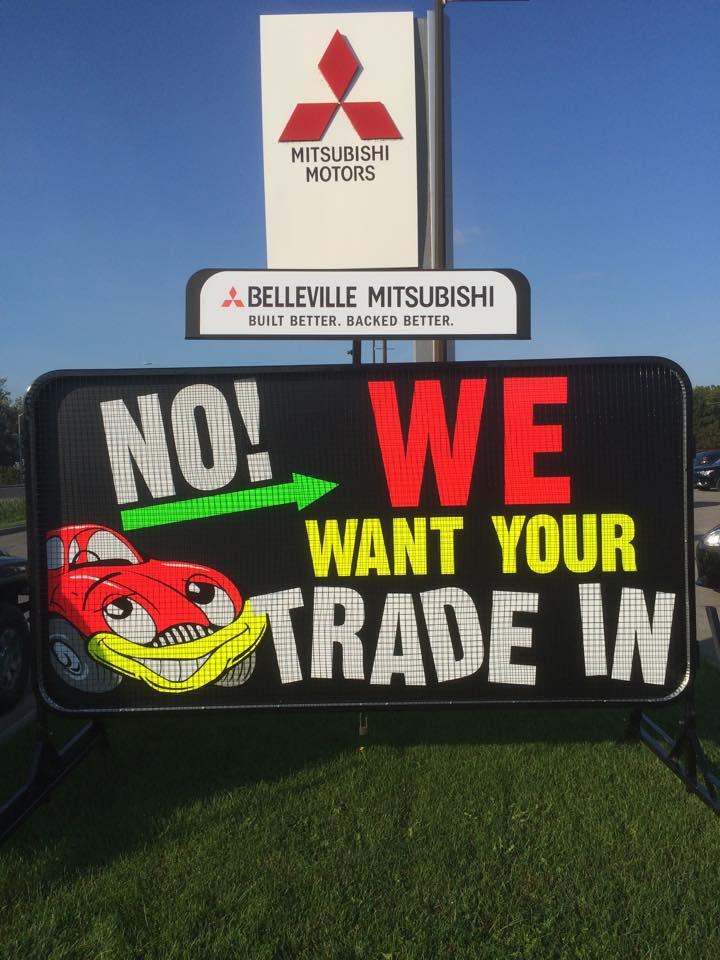 MITSUBISHI
MOTORS
BELLEVILLE MITSUBISHI
BUILT BETTER. BACKED BETTER.
NO! WE
WANT YOUR
TRADE IN